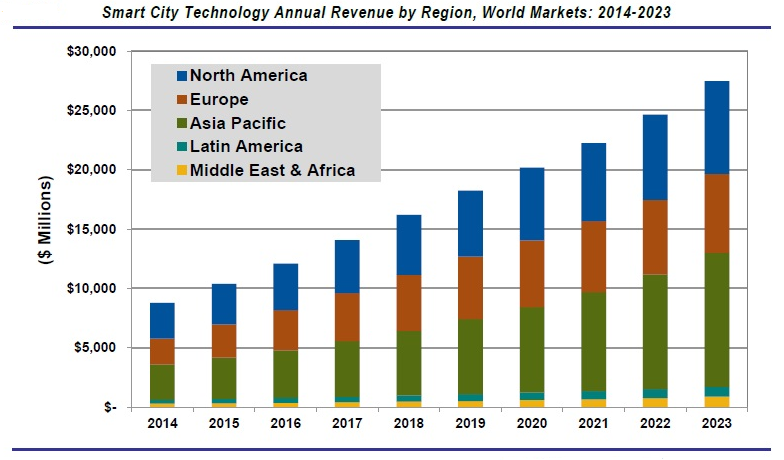 Smart City Technology Annual Revenue by Region, World Markets: 2014-2023
$30,000
$25,000
$20,000
$15,000
$10,000
$5,000
$-
($ Millions)
North America
Europe
Asia Pacific
Latin America
Middle East & Africa
2014 2015 2016 2017 2018 2019 2020 2021 2022 2023